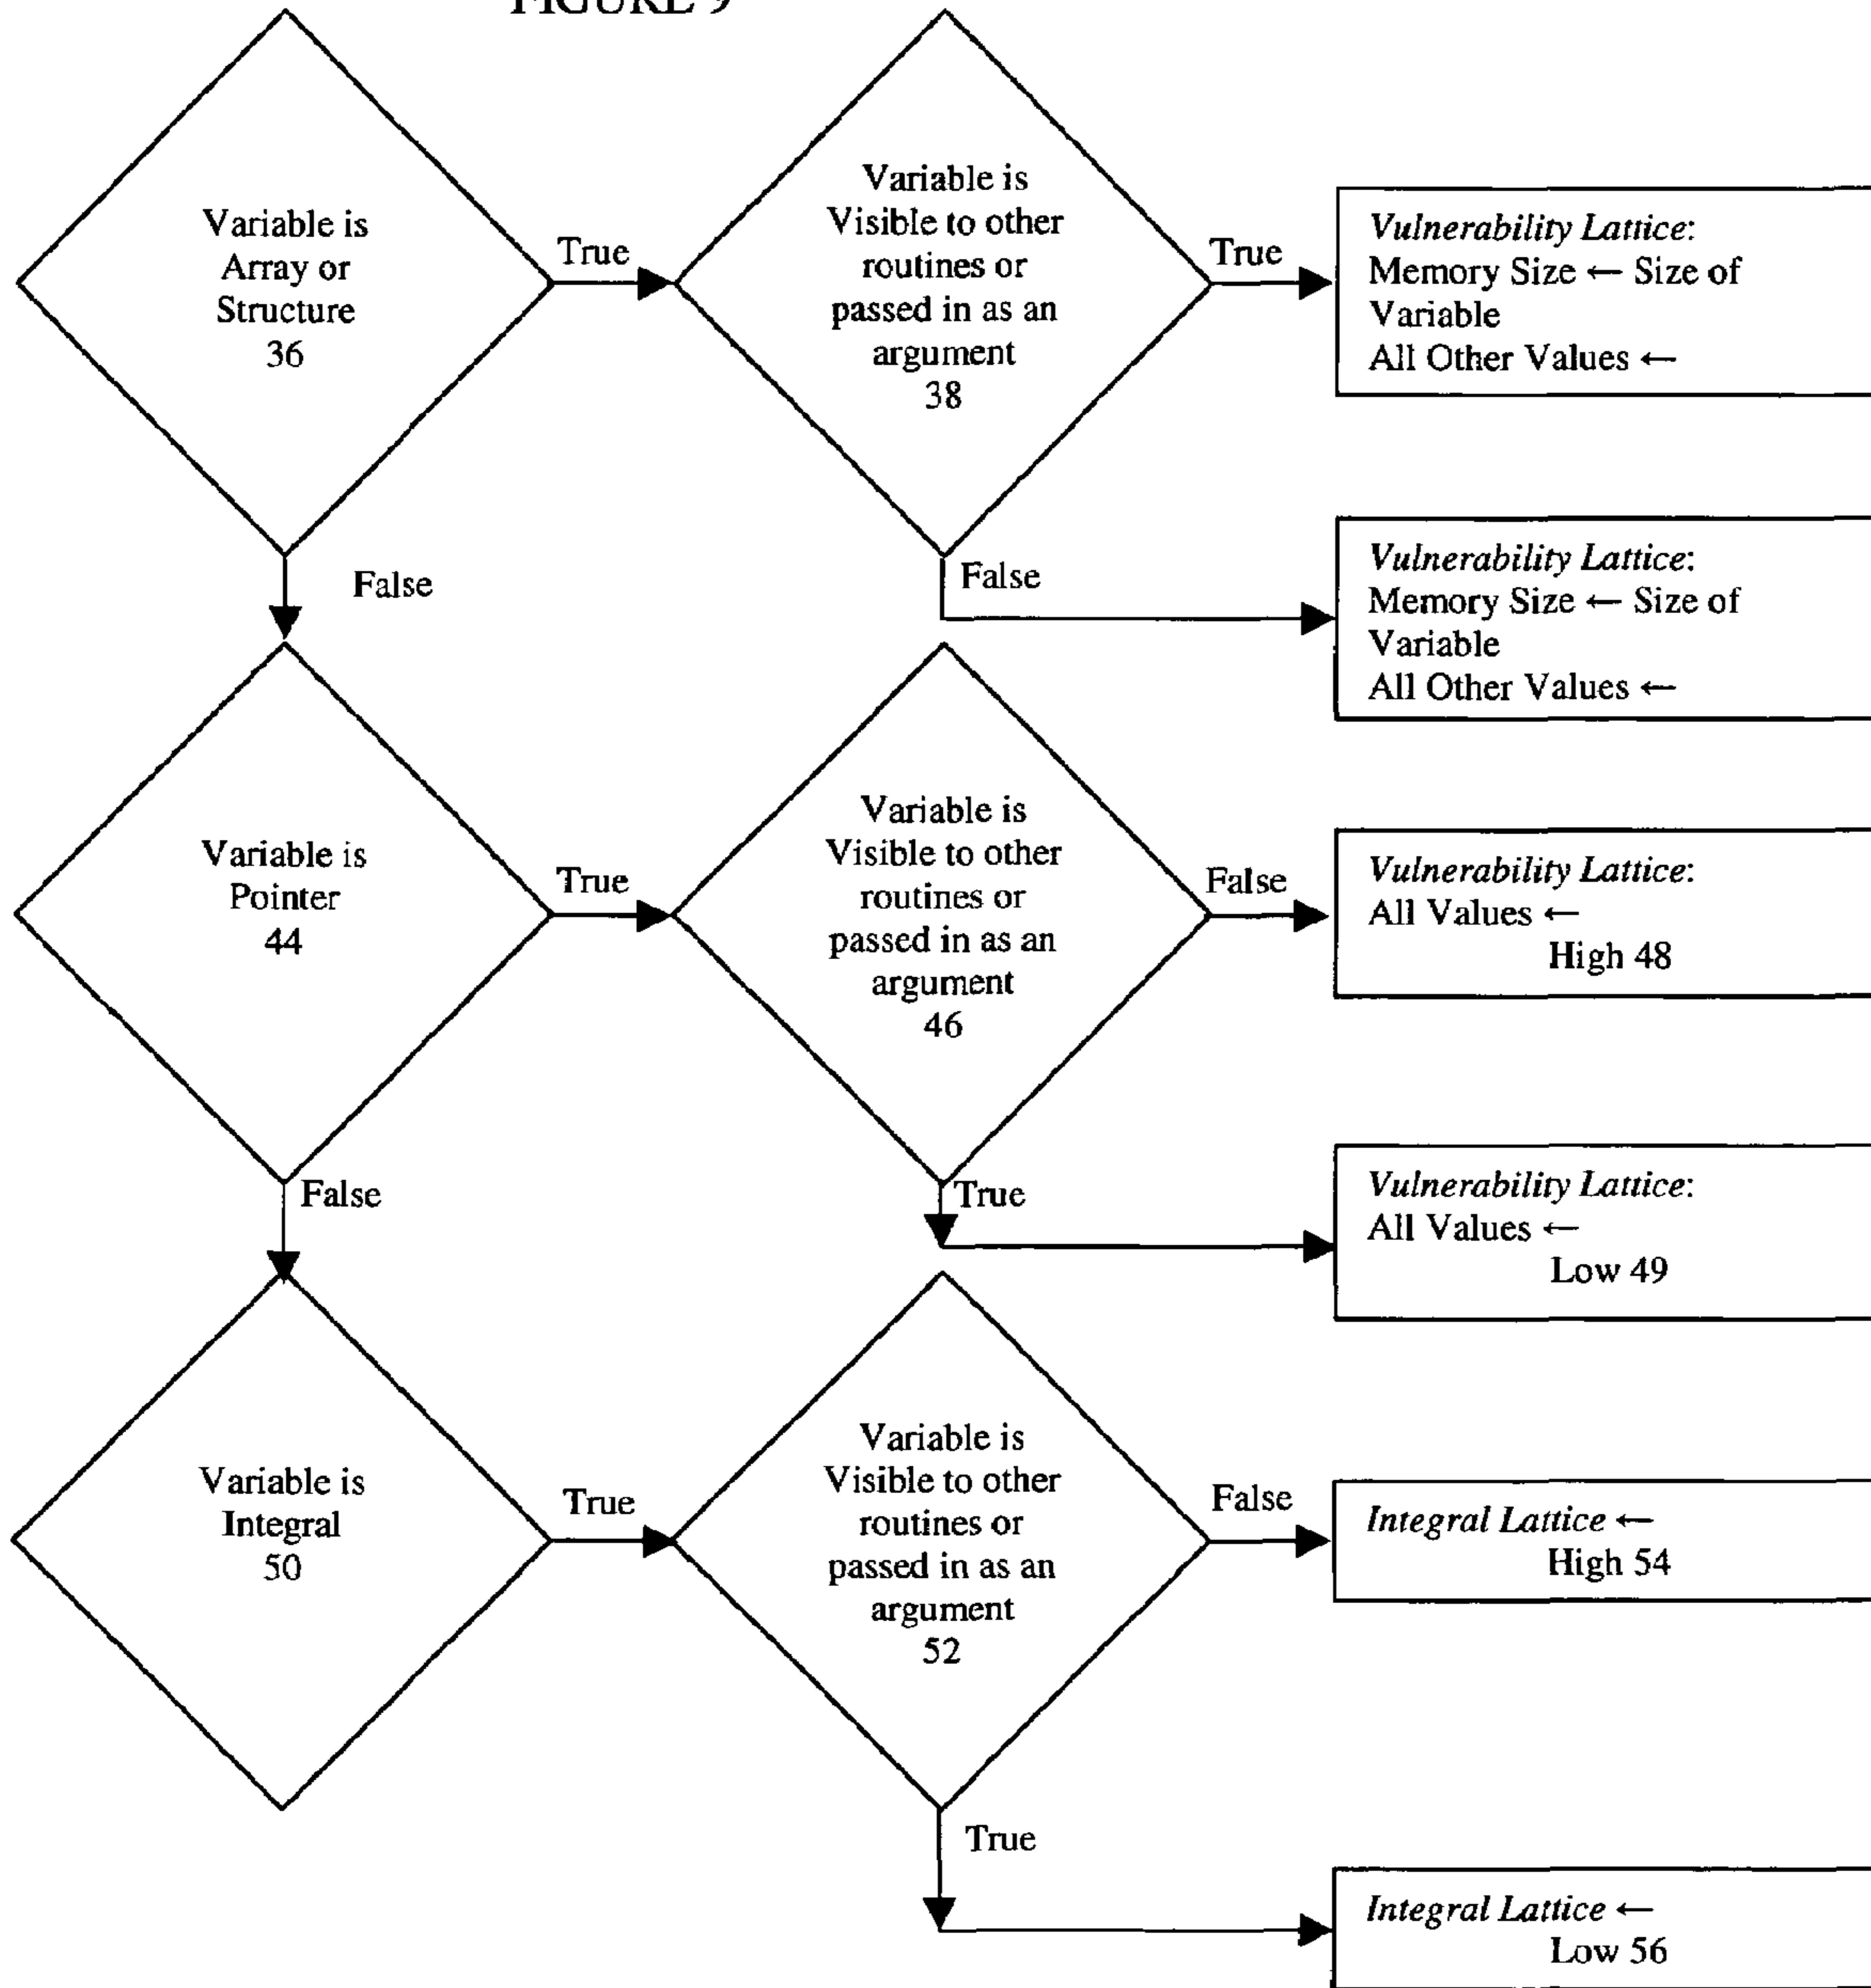 FIGURE 9
Variable is
Array or
Structure
36
True
Variable is
Visible to other
routines or
passed in as an
argument
38
True
Vulnerability Lattice:
Memory Size ← Size of
Variable
All Other Values ←
False
False
Vulnerability Lattice:
Memory Size ← Size of
Variable
All Other Values ←
Variable is
Pointer
44
True
Variable is
Visible to other
routines or
passed in as an
argument
46
False
Vulnerability Lattice:
All Values ←
High 48
False
True
Vulnerability Lattice:
All Values ←
Low 49
Variable is
Integral
50
True
Variable is
Visible to other
routines or
passed in as an
argument
52
False
Integral Lattice ←
High 54
True
Integral Lattice ←
Low 56